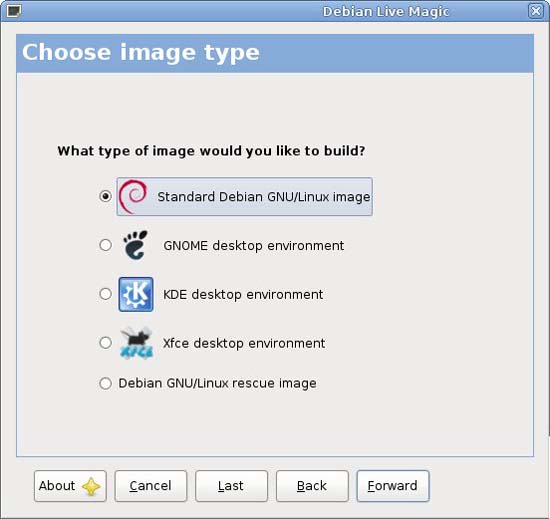 Debian Live Magic
Choose image type
What type of image would you like to build?
Standard Debian GNU/Linux image
GNOME desktop environment
KDE desktop environment
XFCE
Xfce desktop environment
Debian GNU/Linux rescue image
About Cancel Last Back Forward